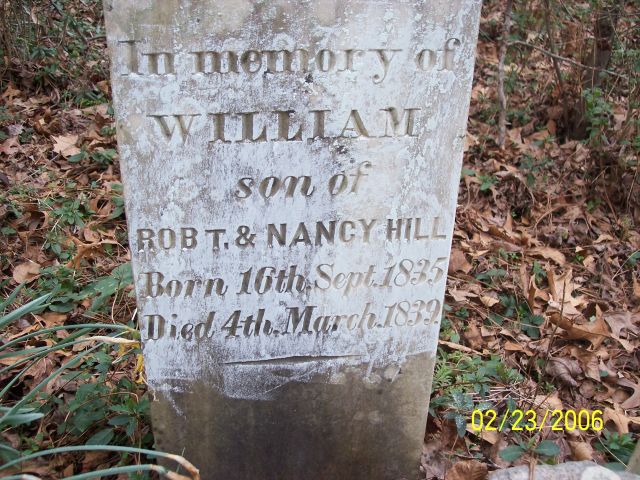 In memory of
WILLIAM
son of
ROBT. & NANCY HILL
Born 16th. Sept. 1835
Died 4th. March. 1839.
02/23/2006